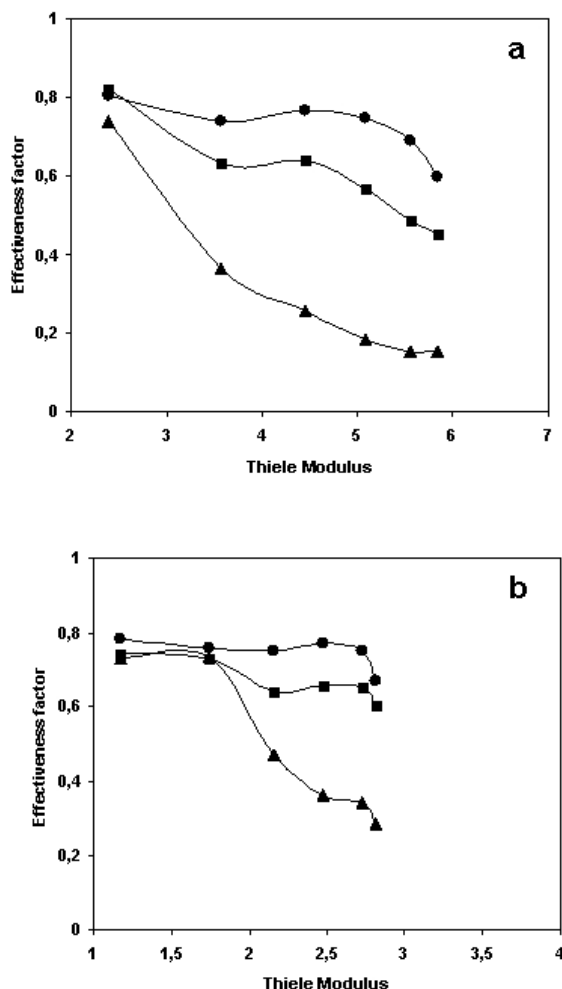 a
1
0,8
0,6
0,4
0,2
0
Effectiveness factor
2 3 4 5 6 7
Thiele Modulus
b
1
0,8
0,6
0,4
0,2
0
Effectiveness factor
1 1,5 2 2,5 3 3,5 4
Thiele Modulus